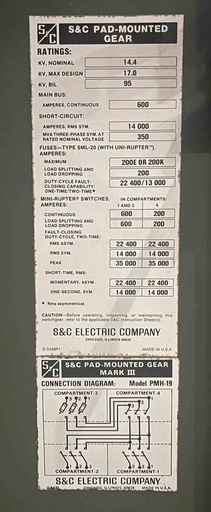 S/C S&C PAD-MOUNTED
GEAR
RATINGS:
KV, NOMINAL 14.4
KV, MAX DESIGN 17.0
KV, BIL 95
MAIN BUS:
AMPERES, CONTINUOUS 600
SHORT-CIRCUIT:
AMPERES, RMS SYM. 14 000
MVA THREE-PHASE SYM. AT
RATED NOMINAL VOLTAGE 350
FUSES—TYPE SML-20 (WITH UNI-RUPTER™),
AMPERES:
MAXIMUM 200E OR 200K
LOAD SPLITTING AND
LOAD DROPPING 200
DUTY-CYCLE FAULT-
CLOSING CAPABILITY:
ONE-TIME/TWO-TIME* 22 400/13 000
MINI-RUPTER® SWITCHES,
AMPERES:
IN COMPARTMENTS:
1 AND 2 4
CONTINUOUS 600 200
LOAD SPLITTING AND
LOAD DROPPING 600 200
FAULT-CLOSING
DUTY-CYCLE, TWO-TIME:
RMS ASYM. 22 400 22 400
RMS SYM. 14 000 14 000
PEAK 35 000 35 000
SHORT-TIME, RMS:
MOMENTARY, ASYM. 22 400 22 400
ONE-SECOND, SYM. 14 000 14 000
* Rms asymmetrical.
CAUTION—Before operating, inspecting, or maintaining this
switchgear, refer to the applicable S&C Instruction Sheet(s).
S&C ELECTRIC COMPANY
CHICAGO, ILLINOIS 60626
MADE IN U.S.A.
S/C S&C PAD-MOUNTED GEAR
MARK III
CONNECTION DIAGRAM: Model PMH-19
COMPARTMENT-3 COMPARTMENT-4
COMPARTMENT-2 COMPARTMENT-1
S&C ELECTRIC COMPANY
CHICAGO, ILLINOIS 60626 MADE IN U.S.A.